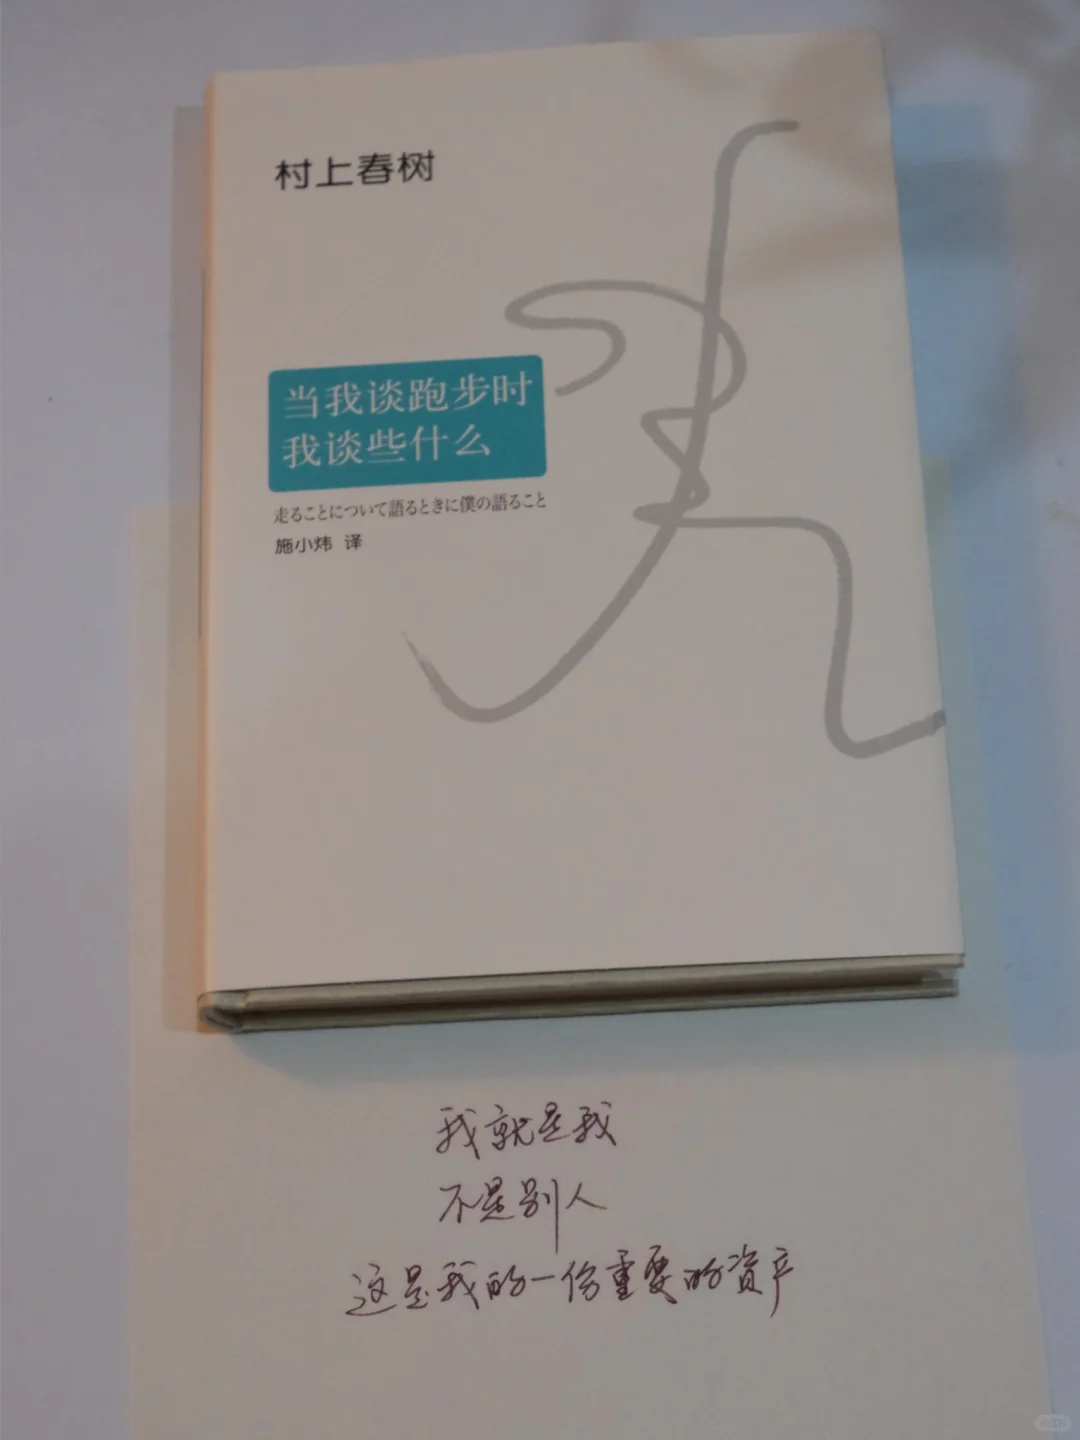 村上春树
当我谈跑步时
我谈些什么
走ることについて語るときに僕の語ること
施小炜 译
我就是我
不是别人
这是我的一份重要的资产